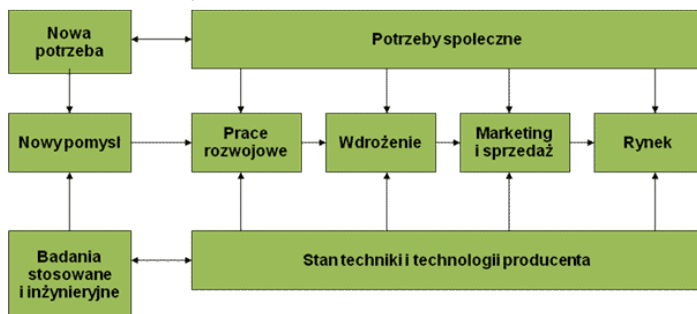 Nowa
potrzeba
Potrzeby społeczne
Nowy pomysł
Prace
rozwojowe
Wdrożenie
Marketing
i sprzedaż
Rynek
Badania
stosowane
i inżynieryjne
Stan techniki i technologii producenta